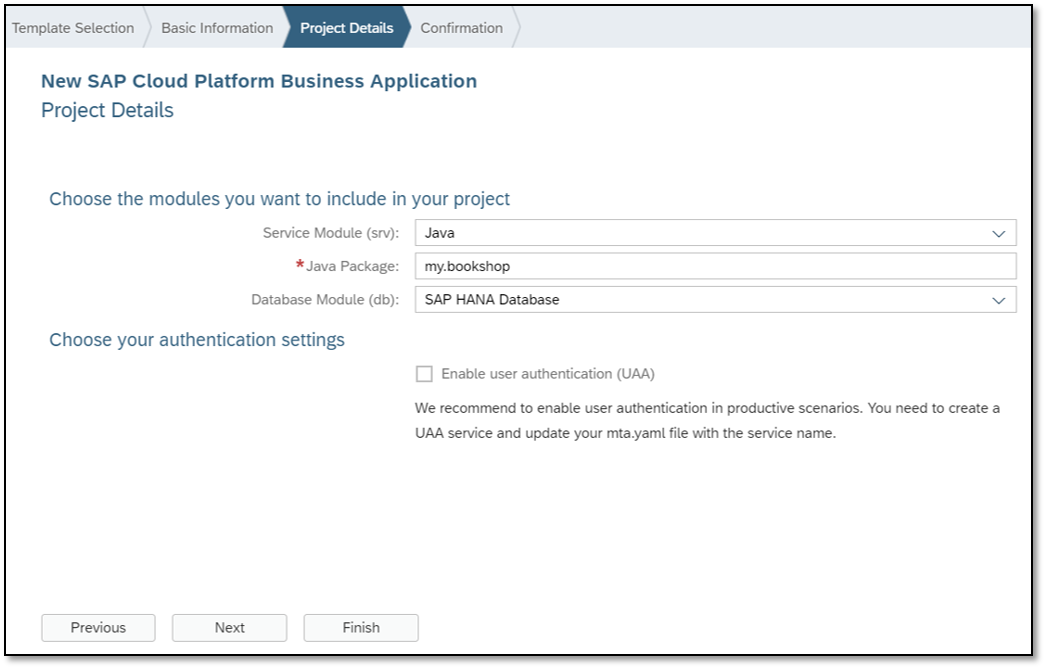 Template Selection
Basic Information
Project Details
Confirmation
New SAP Cloud Platform Business Application
Project Details
Choose the modules you want to include in your project
Service Module (srv): Java
*Java Package: my.bookshop
Database Module (db): SAP HANA Database
Choose your authentication settings
Enable user authentication (UAA)
We recommend to enable user authentication in productive scenarios. You need to create a
UAA service and update your mta.yaml file with the service name.
Previous
Next
Finish